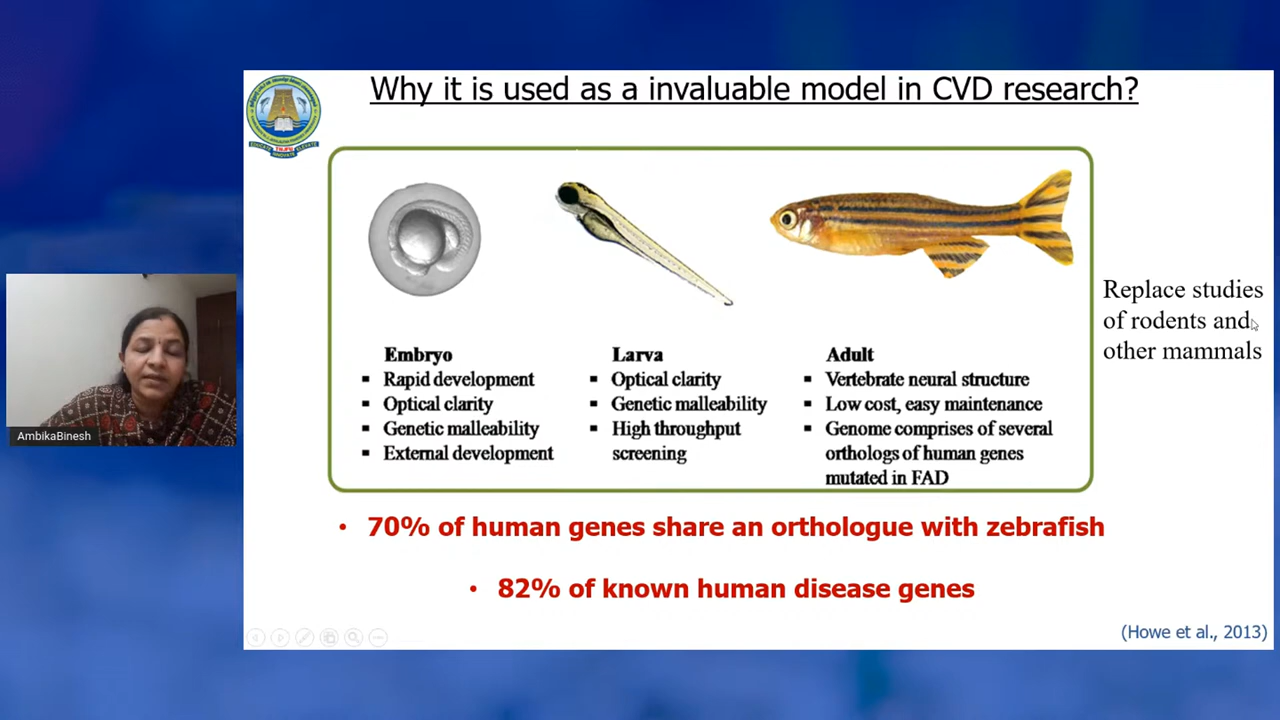 Why it is used as a invaluable model in CVD research?
Embryo
▪ Rapid development
▪ Optical clarity
▪ Genetic malleability
▪ External development
Larva
▪ Optical clarity
▪ Genetic malleability
▪ High throughput
screening
Adult
▪ Vertebrate neural structure
▪ Low cost, easy maintenance
▪ Genome comprises of several
orthologs of human genes
mutated in FAD
Replace studies
of rodents and
other mammals
• 70% of human genes share an orthologue with zebrafish
• 82% of known human disease genes
(Howe et al., 2013)
AmbikaBinesh